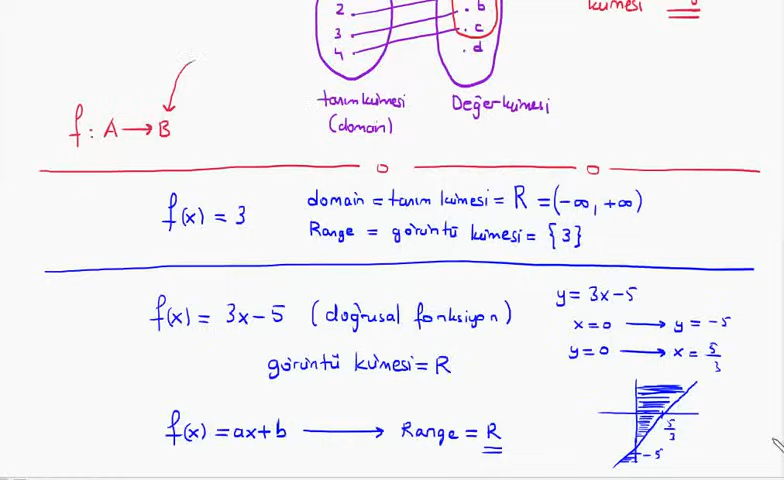 2 b
3 c
4 d
kümesi
tanım kümesi Değer kümesi
(domain)
f : A → B
f(x) = 3
domain = tanım kümesi = R = (-∞, +∞)
Range = görüntü kümesi = {3}
f(x) = 3x-5 (doğrusal fonksiyon)
görüntü kümesi = R
y = 3x-5
x=0 → y = -5
y=0 → x = 5/3
5/3
-5
f(x) = ax+b → Range = R